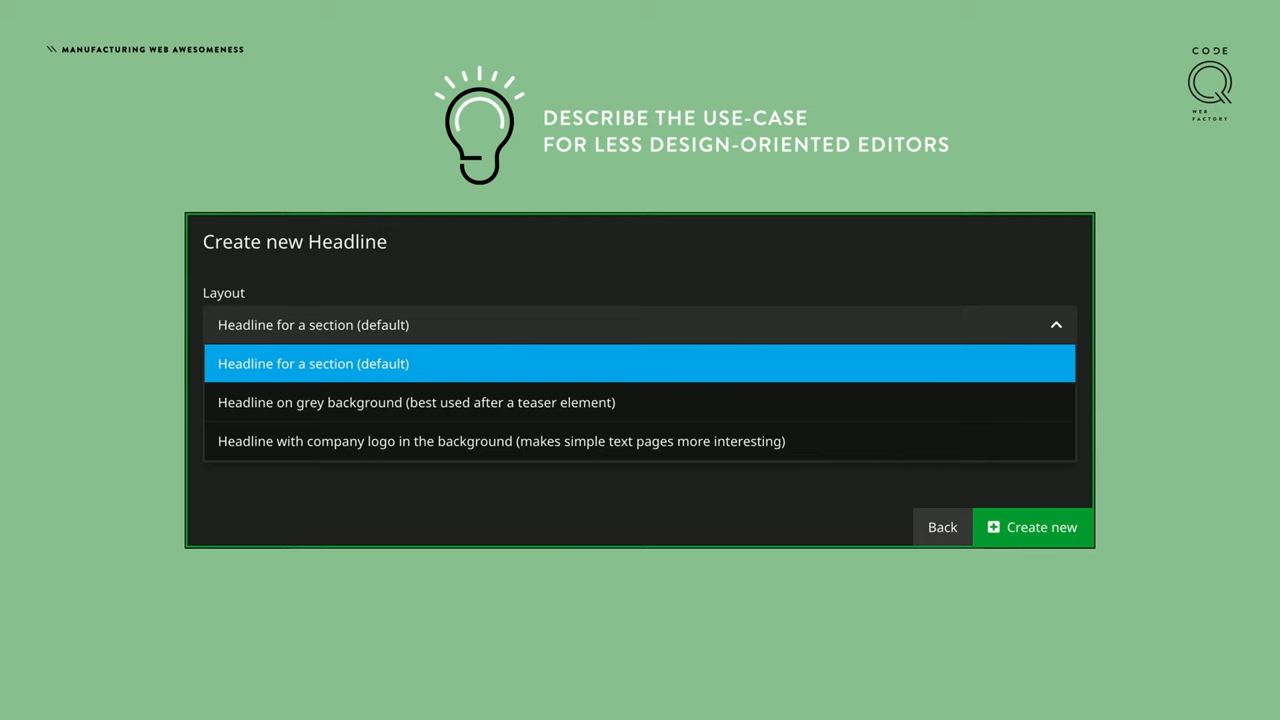 \\ MANUFACTURING WEB AWESOMENESS
CODE
Q
WEB
FACTORY
DESCRIBE THE USE-CASE
FOR LESS DESIGN-ORIENTED EDITORS
Create new Headline
Layout
Headline for a section (default)
Headline for a section (default)
Headline on grey background (best used after a teaser element)
Headline with company logo in the background (makes simple text pages more interesting)
Back
Create new